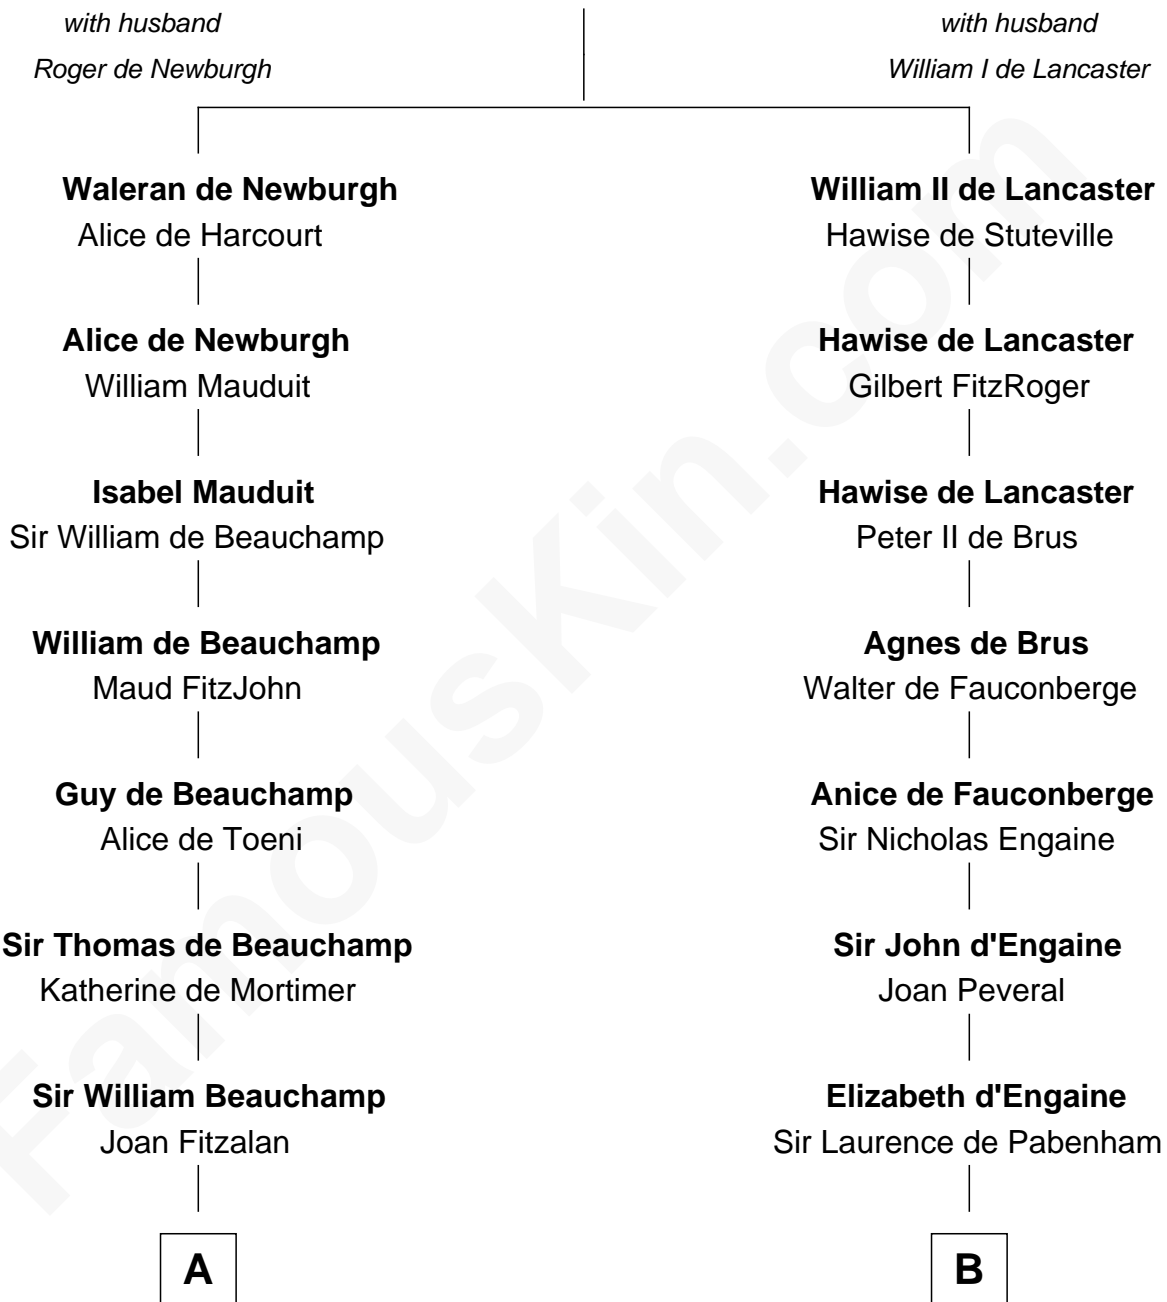 with husband
Roger de Newburgh
with husband
William I de Lancaster
Waleran de Newburgh
Alice de Harcourt
William II de Lancaster
Hawise de Stuteville
Alice de Newburgh
William Mauduit
Hawise de Lancaster
Gilbert FitzRoger
Isabel Mauduit
Sir William de Beauchamp
Hawise de Lancaster
Peter II de Brus
William de Beauchamp
Maud FitzJohn
Agnes de Brus
Walter de Fauconberge
Guy de Beauchamp
Alice de Toeni
Anice de Fauconberge
Sir Nicholas Engaine
Sir Thomas de Beauchamp
Katherine de Mortimer
Sir John d'Engaine
Joan Peveral
Sir William Beauchamp
Joan Fitzalan
Elizabeth d'Engaine
Sir Laurence de Pabenham
A
B
FamousKin.com